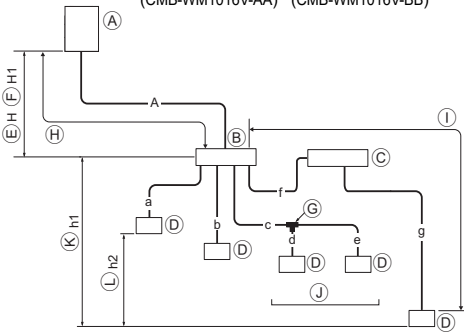 (CMB-WM1016V-AA) (CMB-WM1016V-BB)
A
E H F H1
A
H
B
I
C
a
f
G
K h1
D
b
c
d
e
g
L h2
D
D
D
J
D